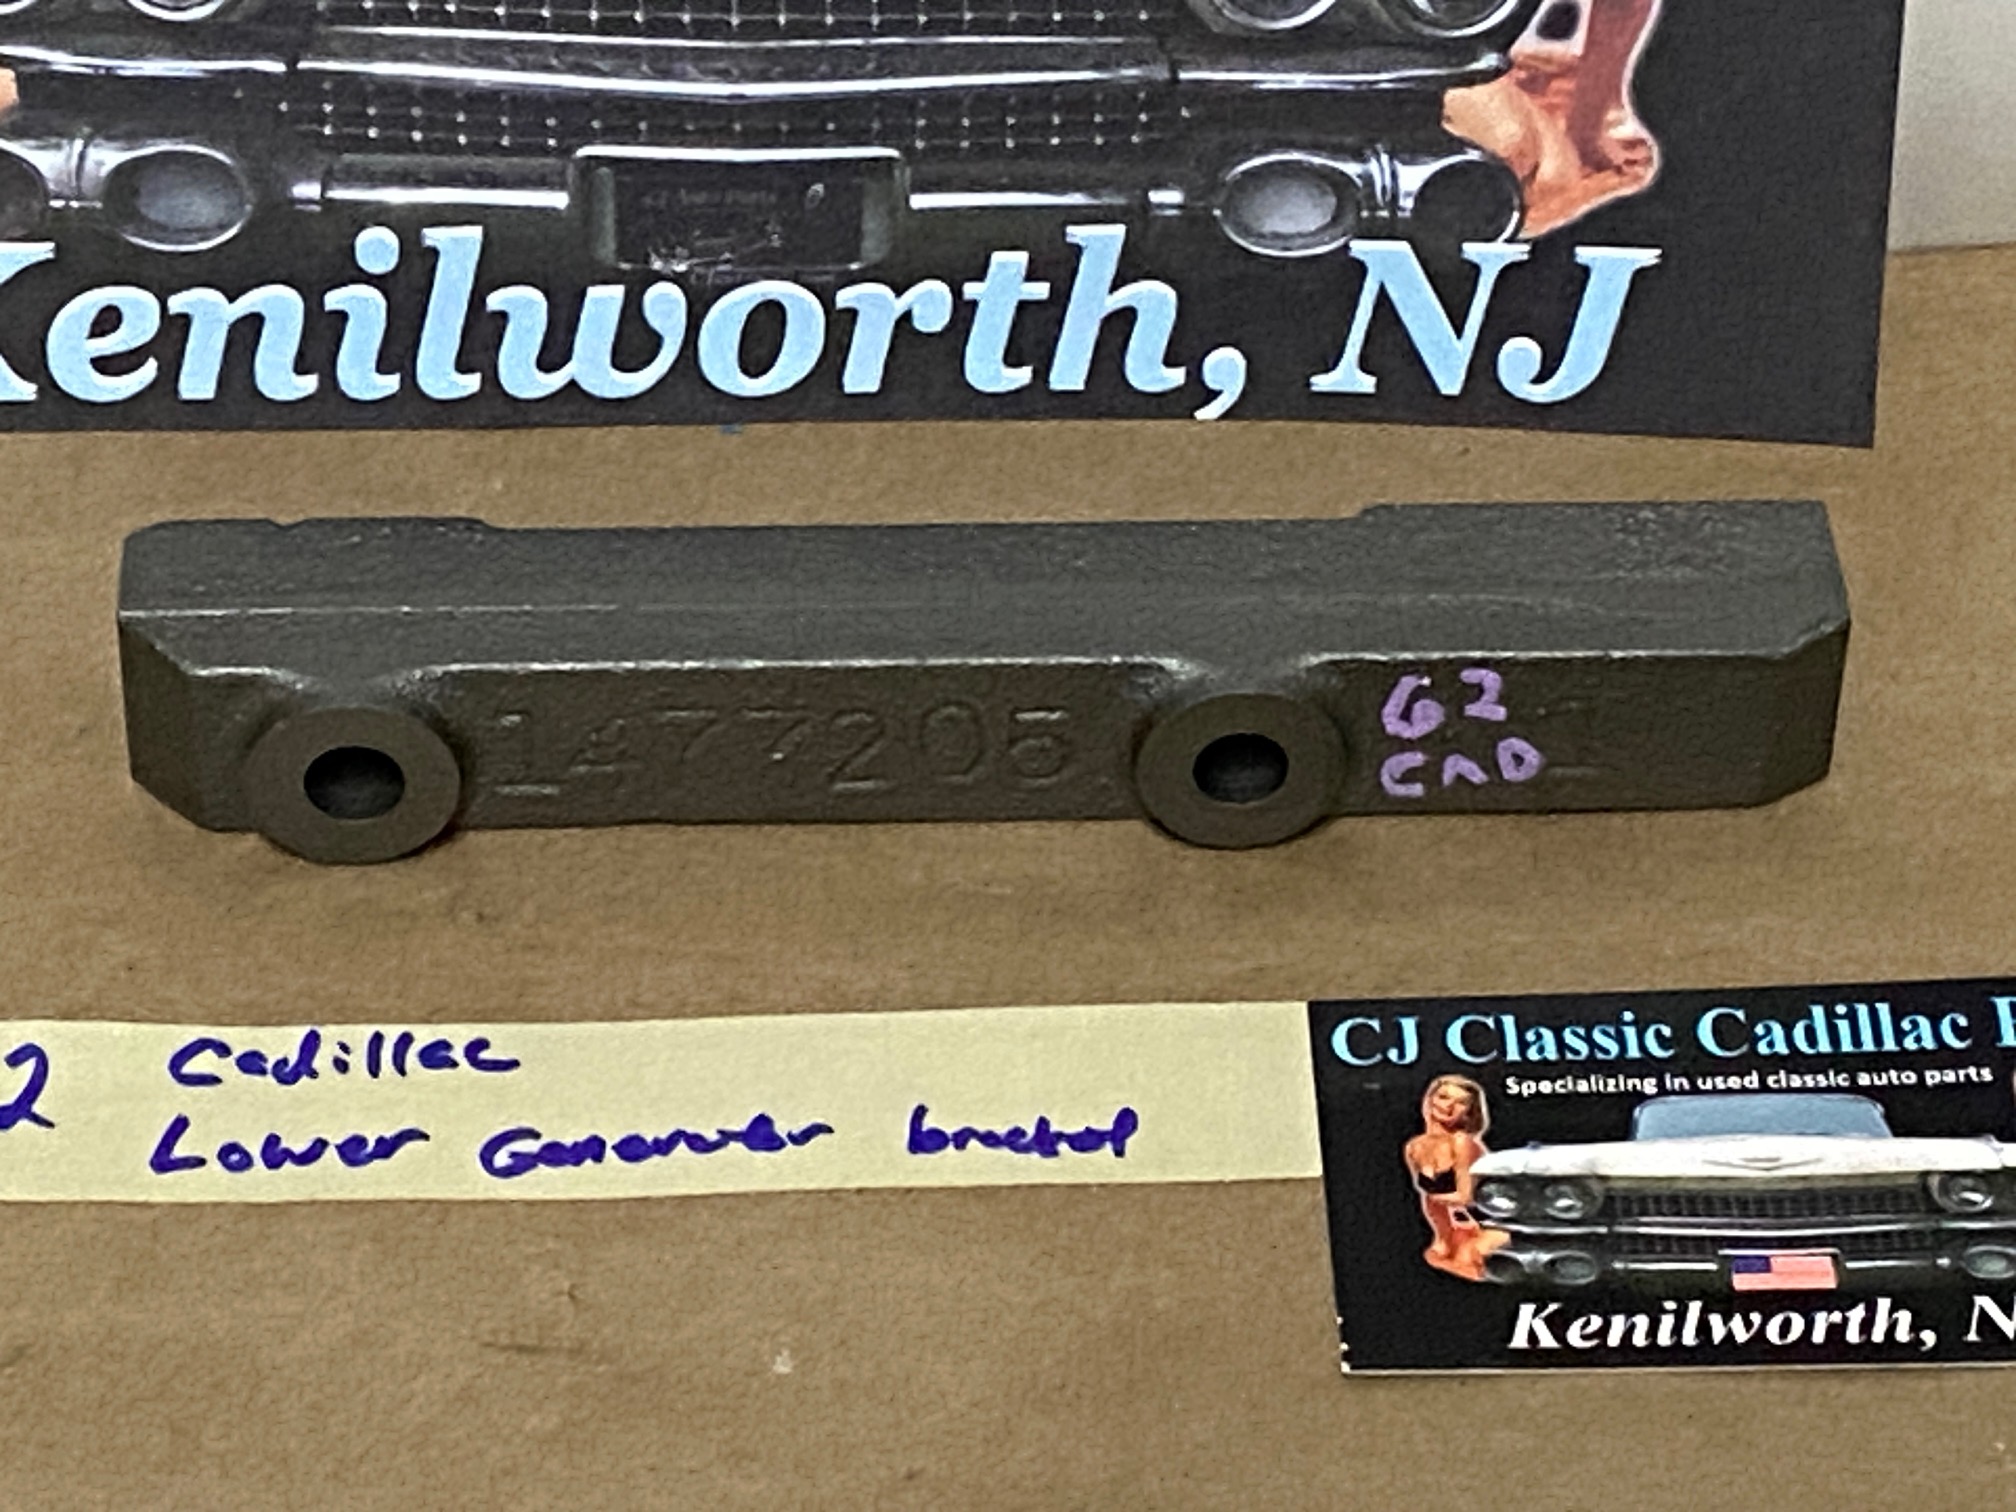 Kenilworth, NJ
1477205 1
62
CAD
2 Cadillac
Lower Generator bracket
CJ Classic Cadillac
Specializing in used classic auto parts
Kenilworth, N